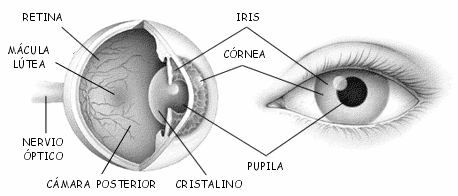 RETINA
IRIS
MÁCULA
LÚTEA
CÓRNEA
NERVIO
ÓPTICO
PUPILA
CÁMARA POSTERIOR
CRISTALINO